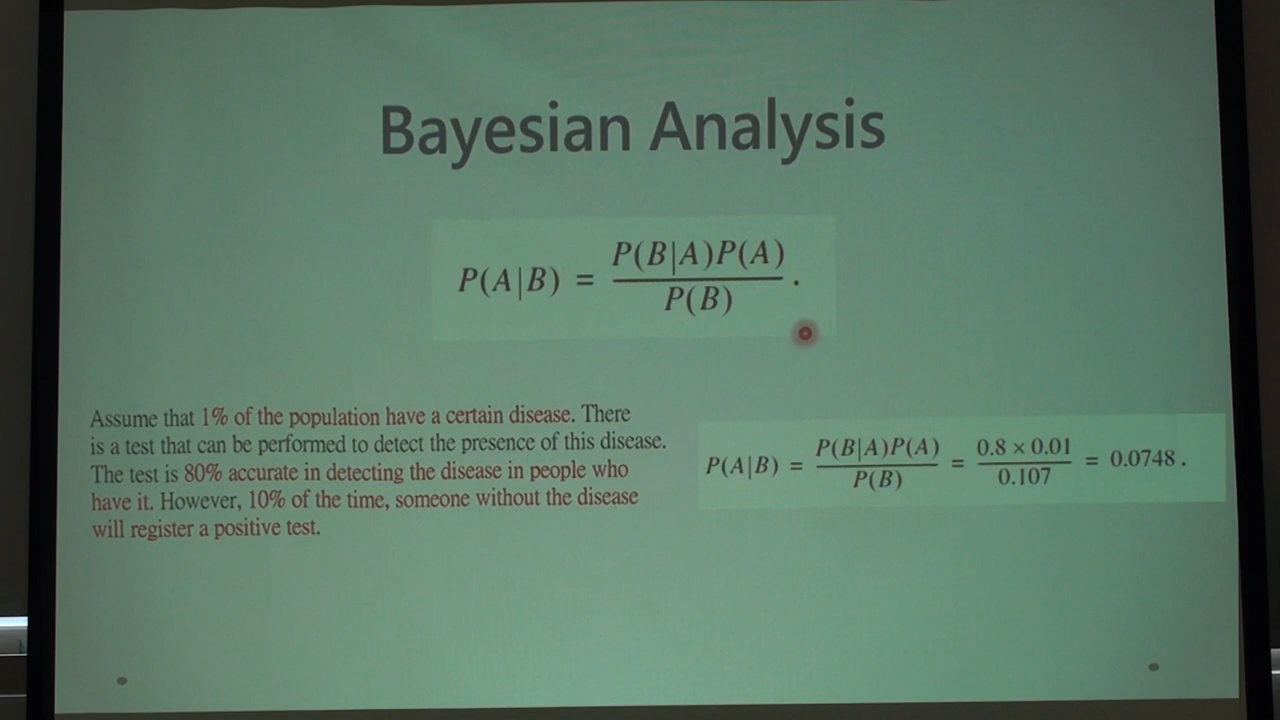 Bayesian Analysis
P(A|B) = P(B|A)P(A) / P(B) .
Assume that 1% of the population have a certain disease. There
is a test that can be performed to detect the presence of this disease.
The test is 80% accurate in detecting the disease in people who
have it. However, 10% of the time, someone without the disease
will register a positive test.
P(A|B) = P(B|A)P(A) / P(B) = 0.8 × 0.01 / 0.107 = 0.0748 .